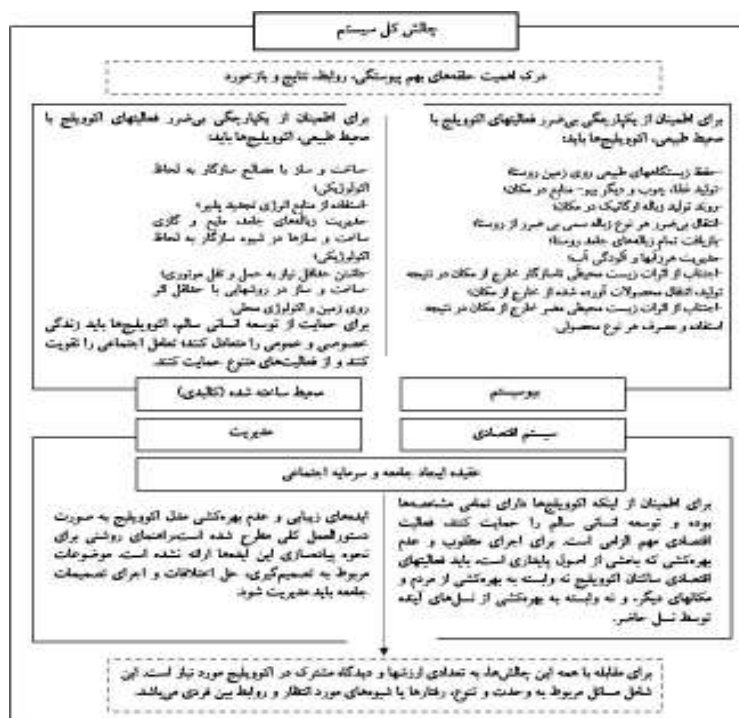 چالش کل سیستم
درک اهمیت حلقه‌های بهم پیوستگی، روابط، نتایج و بازخورد
برای اطمینان از یکپارچگی بی‌ضرر فعالیتهای اکوویلیج با
محیط طبیعی، اکوویلیج‌ها باید:
-حفظ زیستگاههای طبیعی روی زمین روستا؛
-تولید غذا، چوب و دیگر بیو- منابع در مکان؛
-روند تولید زباله ارگانیک در مکان؛
-انتقال بی‌ضرر هر نوع زباله سمی بی ضرر از روستا؛
-بازیافت تمام زباله‌های جامد روستا؛
-مدیریت هرزآبها و آلودگی آب؛
-اجتناب از اثرات زیست محیطی ناسازگار خارج از مکان در نتیجه
تولید، انتقال محصولات آورده شده از خارج از مکان؛
-اجتناب از اثرات زیست محیطی مضر خارج از مکان در نتیجه
استفاده و مصرف هر نوع محصولی.
برای اطمینان از یکپارچگی بی‌ضرر فعالیتهای اکوویلیج با
محیط طبیعی، اکوویلیج‌ها باید:
-ساخت و ساز با مصالح سازگار به لحاظ
اکولوژیکی؛
-استفاده از منابع انرژی تجدید پذیر؛
مدیریت زباله‌های جامد، مایع و گازی
ساخت و سازها در شیوه سازگار به لحاظ
اکولوژیکی؛
-داشتن حداقل نیاز به حمل و نقل موتوری؛
-ساخت و ساز در روشهایی با حداقل اثر
روی زمین و اکولوژی محلی.
برای حمایت از توسعه انسانی سالم، اکوویلیج‌ها باید زندگی
خصوصی و عمومی را متعادل کنند؛ تعامل اجتماعی را تقویت
کنند و از فعالیت‌های متنوع حمایت کنند.
بیوسیستم
محیط ساخته شده (کالبدی)
سیستم اقتصادی
مدیریت
عقیده ایجاد جامعه و سرمایه اجتماعی
برای اطمینان از اینکه اکوویلیج‌ها دارای تمامی مشخصه‌ها
بوده و توسعه انسانی سالم را حمایت کنند، فعالیت
اقتصادی مهم الزامی است. برای اجرای مطلوب و عدم
بهره‌کشی که بخشی از اصول پایداری است، باید فعالیتهای
اقتصادی ساکنان اکوویلیج نه وابسته به بهره‌کشی از مردم و
مکانهای دیگر، و نه وابسته به بهره‌کشی از نسل‌های آینده
توسط نسل حاضر.
ایده‌های زیبایی و عدم بهره‌کشی مدل اکوویلیج به صورت
دستورالعمل کلی مطرح شده است،راهنمای روشنی برای
نحوه پیاده‌سازی این ایده‌ها ارائه نشده است. موضوعات
مربوط به تصمیم‌گیری، حل اختلافات و اجرای تصمیمات
جامعه باید مدیریت شود.
برای مقابله با همه این چالش‌ها، به تعدادی ارزشها و دیدگاه مشترک در اکوویلیج مورد نیاز است. این
شامل مسائل مربوط به وحدت و تنوع، رفتارها یا شیوه‌های مورد انتظار و روابط بین فردی می‌باشد.